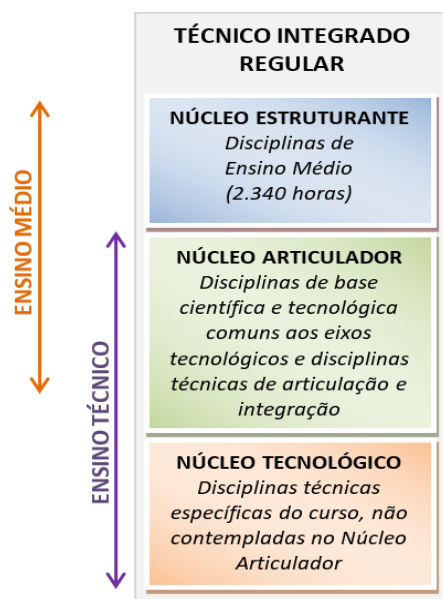 TÉCNICO INTEGRADO
REGULAR
NÚCLEO ESTRUTURANTE
Disciplinas de
Ensino Médio
(2.340 horas)
NÚCLEO ARTICULADOR
Disciplinas de base
científica e tecnológica
comuns aos eixos
tecnológicos e disciplinas
técnicas de articulação e
integração
NÚCLEO TECNOLÓGICO
Disciplinas técnicas
específicas do curso, não
contempladas no Núcleo
Articulador
ENSINO MÉDIO
ENSINO TÉCNICO